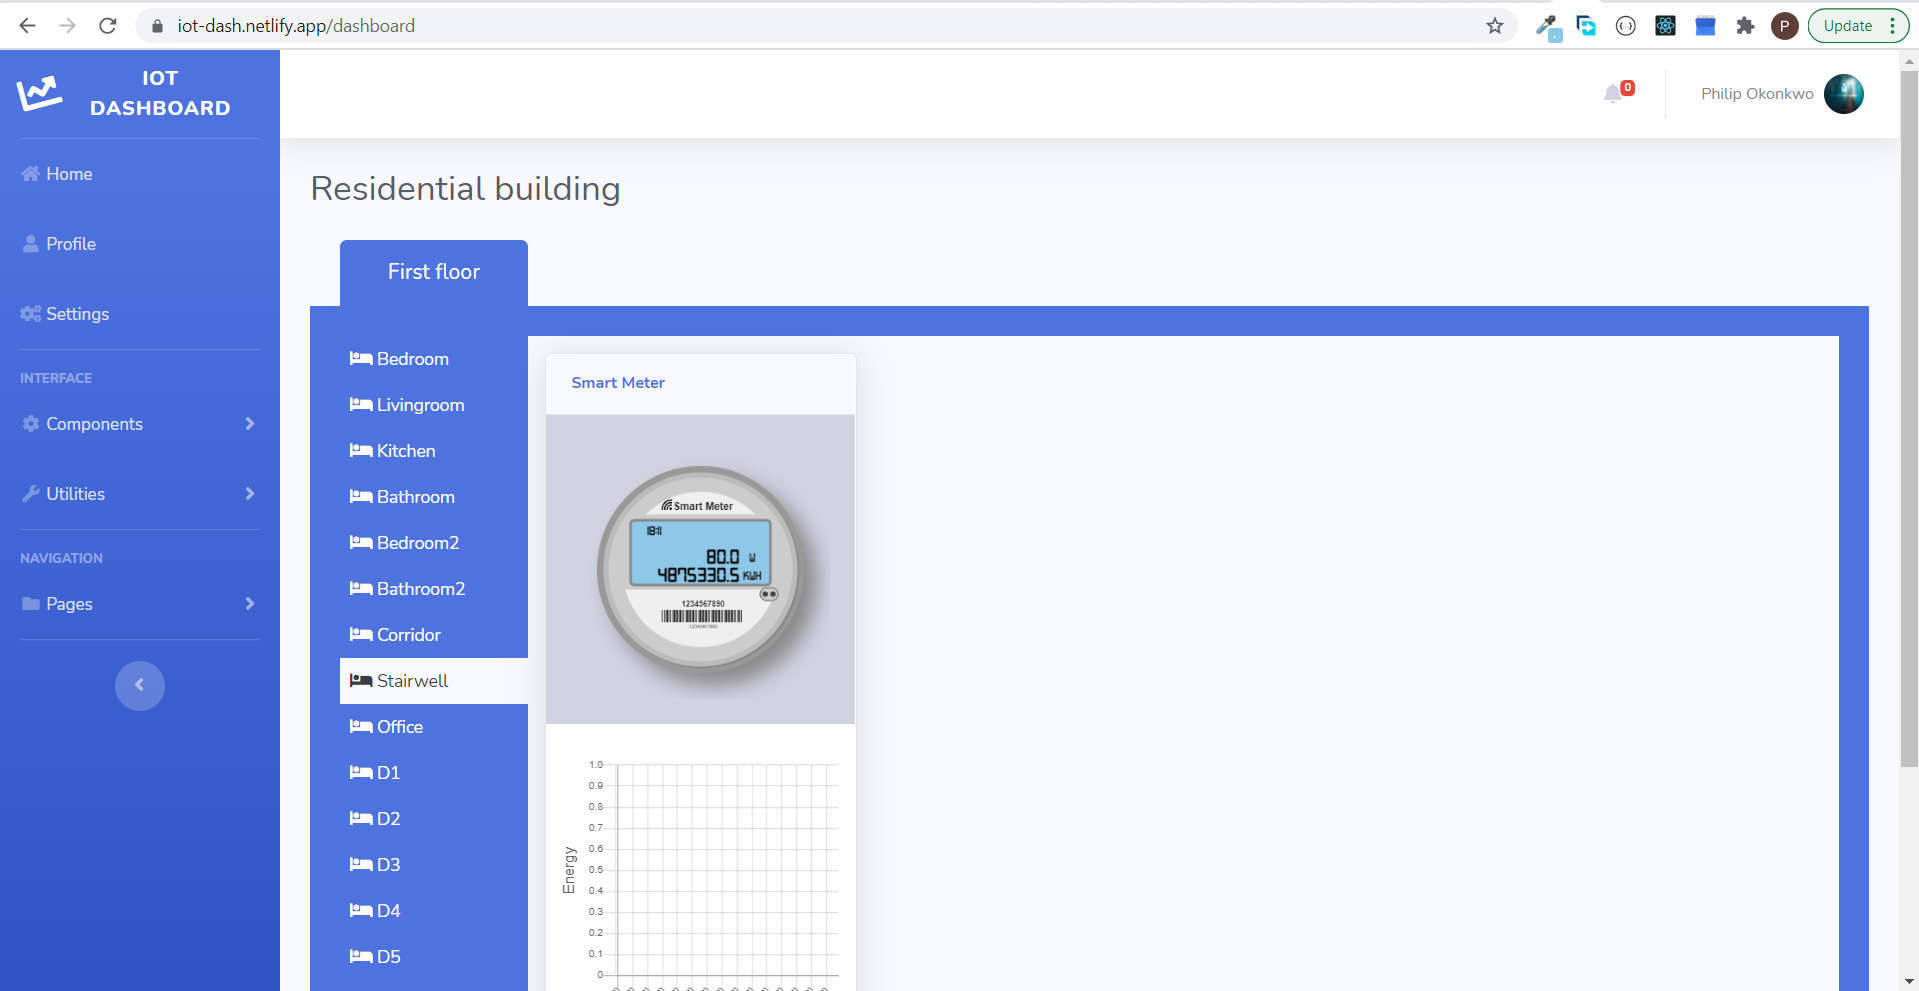 iot-dash.netlify.app/dashboard
P
Update
IOT
DASHBOARD
0
Philip Okonkwo
Home
Profile
Settings
INTERFACE
Components
Utilities
NAVIGATION
Pages
Residential building
First floor
Bedroom
Livingroom
Kitchen
Bathroom
Bedroom2
Bathroom2
Corridor
Stairwell
Office
D1
D2
D3
D4
D5
Smart Meter
Smart Meter
18:11
80.0 W
4875330.5 KWH
1234567890
1234567890
1.0
0.9
0.8
0.7
0.6
0.5
0.4
0.3
0.2
0.1
0
Energy